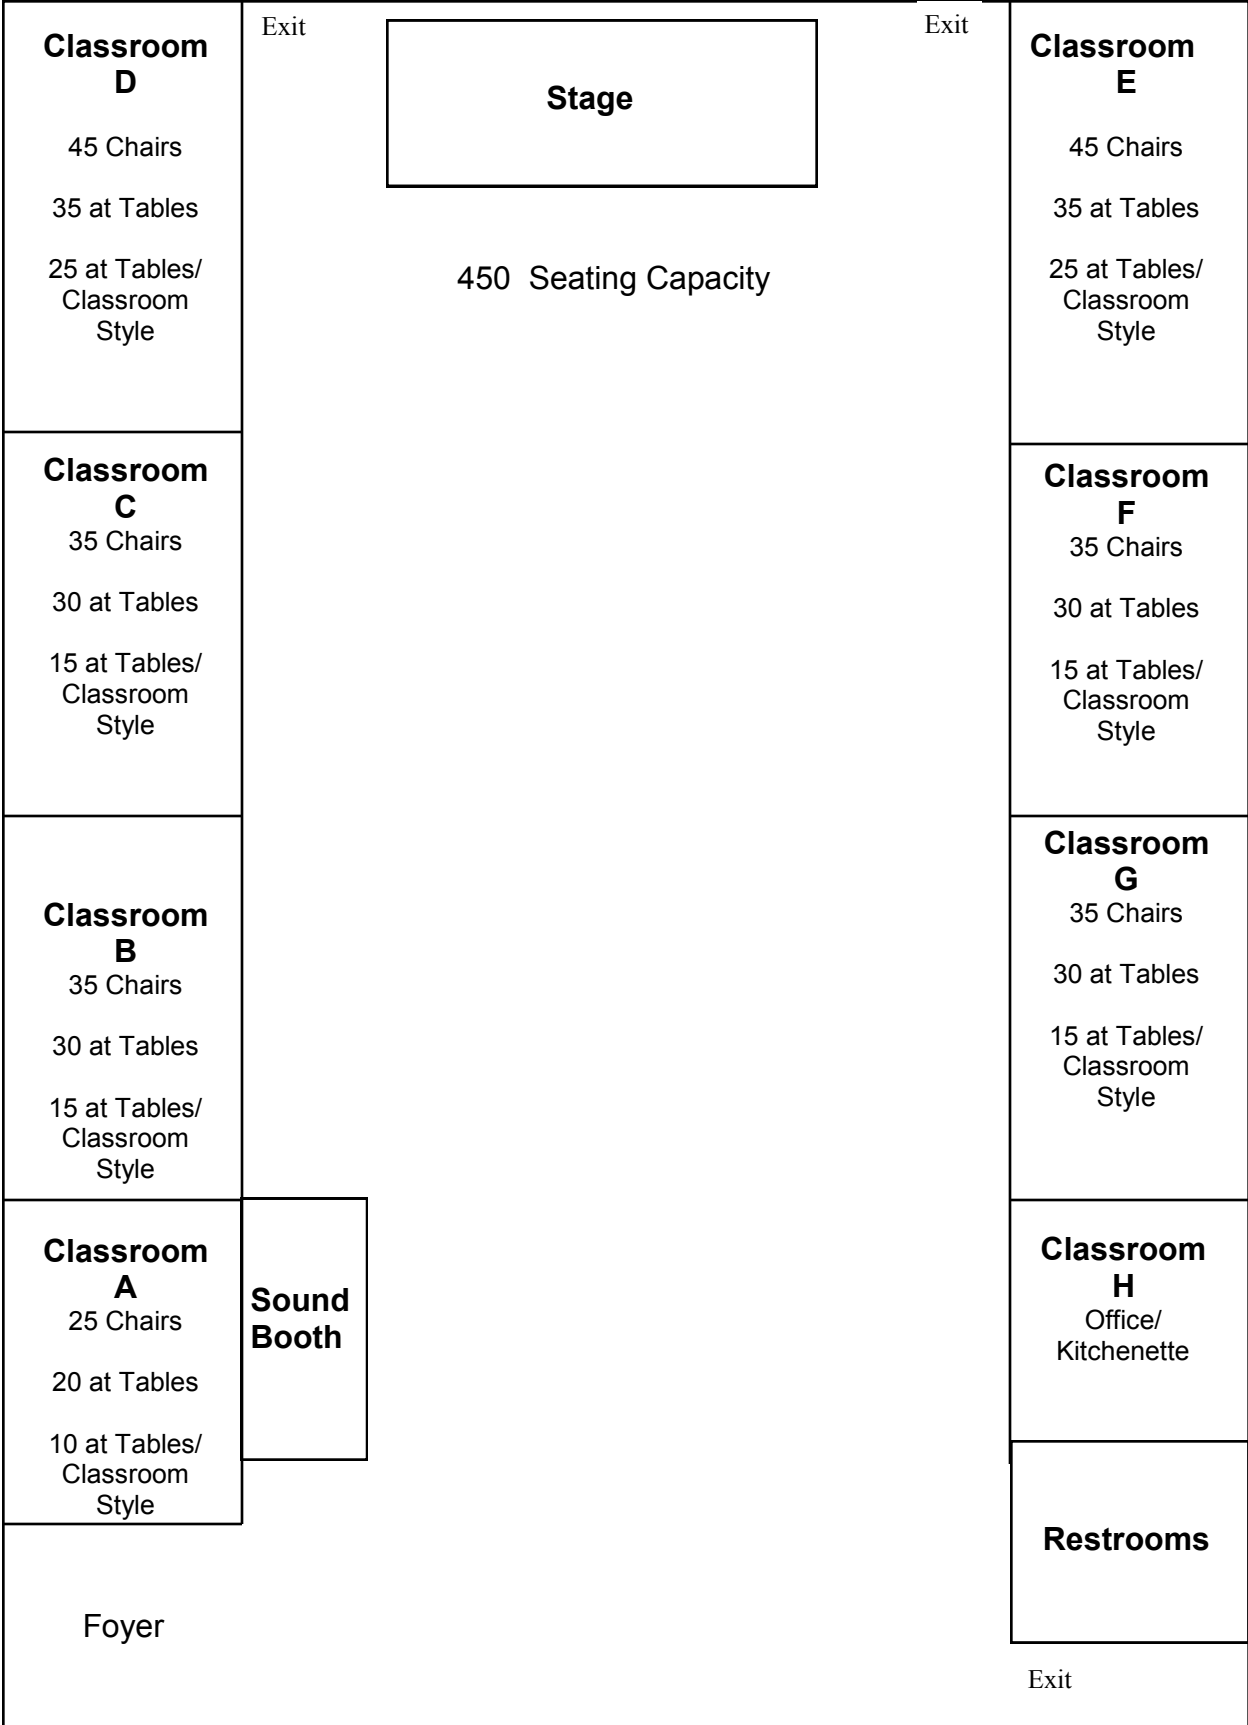 Classroom
D
45 Chairs
35 at Tables
25 at Tables/
Classroom
Style
Exit
Stage
450  Seating Capacity
Exit
Classroom
E
45 Chairs
35 at Tables
25 at Tables/
Classroom
Style
Classroom
C
35 Chairs
30 at Tables
15 at Tables/
Classroom
Style
Classroom
F
35 Chairs
30 at Tables
15 at Tables/
Classroom
Style
Classroom
B
35 Chairs
30 at Tables
15 at Tables/
Classroom
Style
Classroom
G
35 Chairs
30 at Tables
15 at Tables/
Classroom
Style
Classroom
A
25 Chairs
20 at Tables
10 at Tables/
Classroom
Style
Sound
Booth
Classroom
H
Office/
Kitchenette
Restrooms
Foyer
Exit